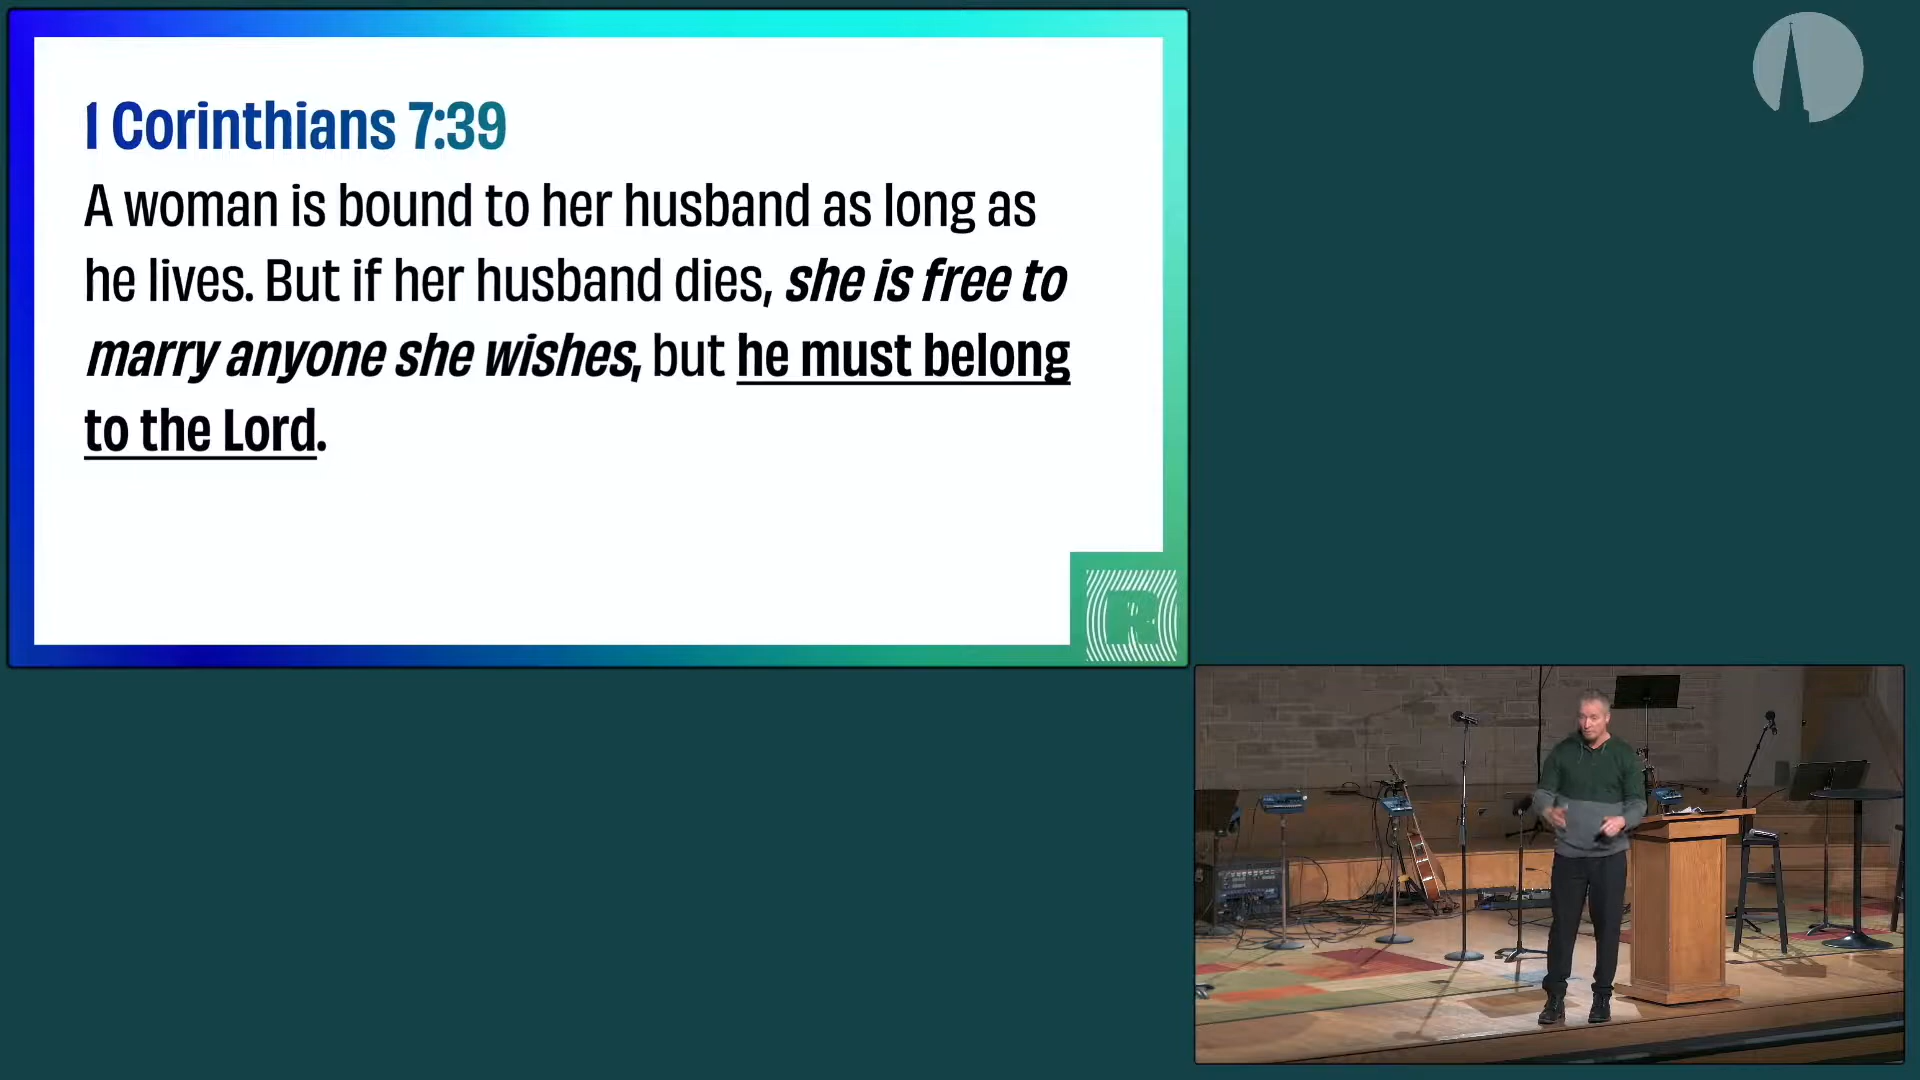 1 Corinthians 7:39
A woman is bound to her husband as long as
he lives. But if her husband dies, she is free to
marry anyone she wishes, but he must belong
to the Lord.
R